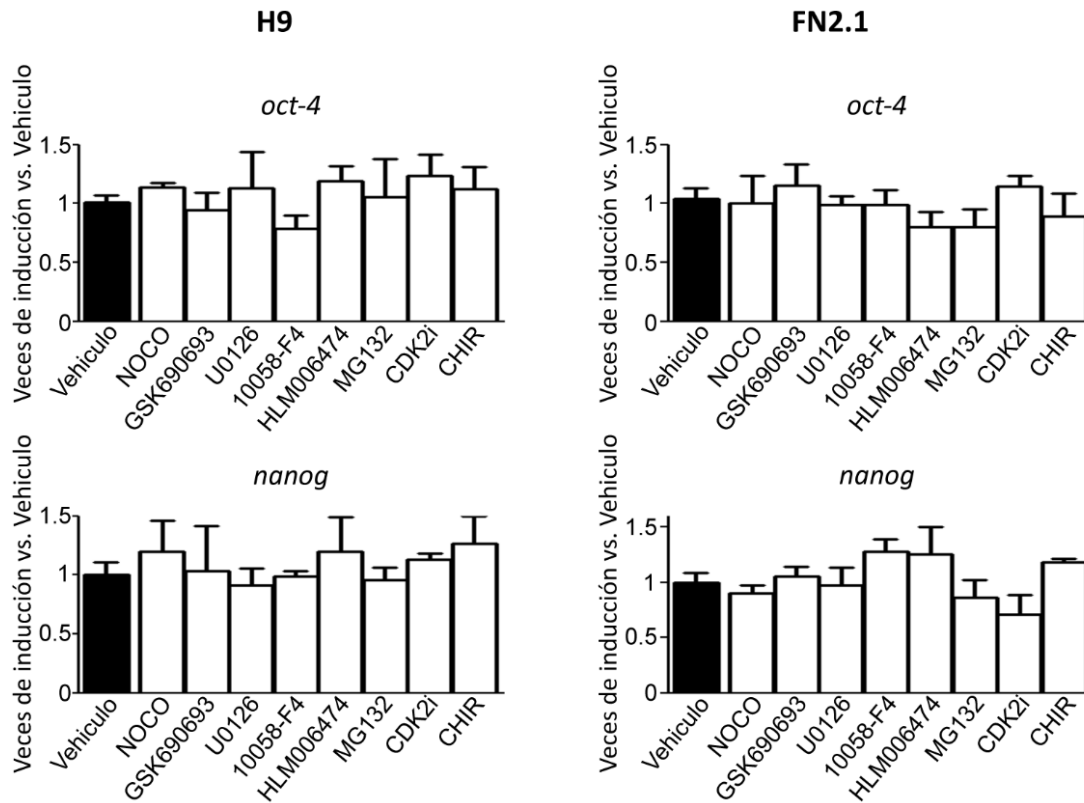 H9
FN2.1
Veces de inducción vs. Vehiculo
oct-4
1.5
1
0.5
0
Vehiculo
NOCO
GSK690693
U0126
10058-F4
HLM006474
MG132
CDK2i
CHIR
Veces de inducción vs. Vehiculo
oct-4
1.5
1
0.5
0
Vehiculo
NOCO
GSK690693
U0126
10058-F4
HLM006474
MG132
CDK2i
CHIR
Veces de inducción vs. Vehiculo
nanog
1.5
1
0.5
0
Vehiculo
NOCO
GSK690693
U0126
10058-F4
HLM006474
MG132
CDK2i
CHIR
Veces de inducción vs. Vehiculo
nanog
1.5
1
0.5
0
Vehiculo
NOCO
GSK690693
U0126
10058-F4
HLM006474
MG132
CDK2i
CHIR